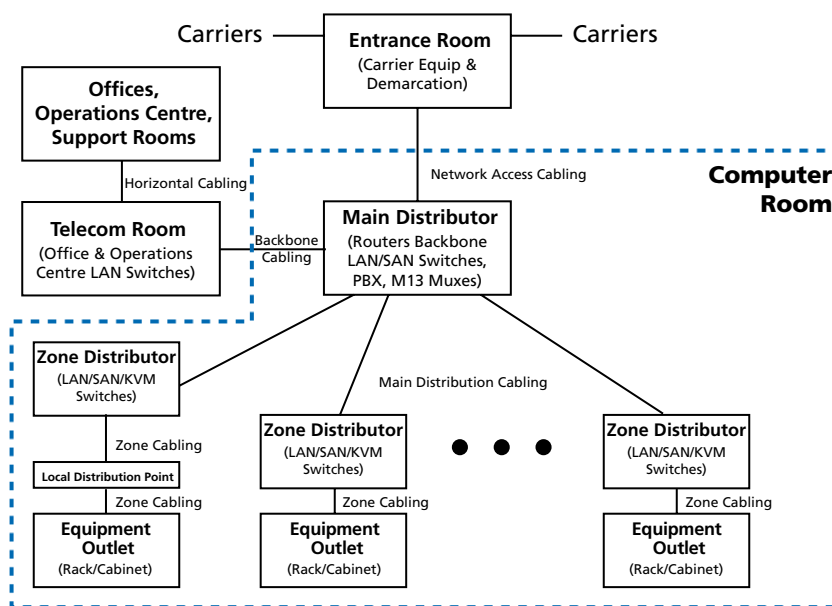 Carriers
Entrance Room
(Carrier Equip &
Demarcation)
Carriers
Offices,
Operations Centre,
Support Rooms
Horizontal Cabling
Network Access Cabling
Computer
Room
Telecom Room
(Office & Operations
Centre LAN Switches)
Backbone
Cabling
Main Distributor
(Routers Backbone
LAN/SAN Switches,
PBX, M13 Muxes)
Main Distribution Cabling
Zone Distributor
(LAN/SAN/KVM
Switches)
Zone Cabling
Local Distribution Point
Zone Cabling
Equipment
Outlet
(Rack/Cabinet)
Zone Distributor
(LAN/SAN/KVM
Switches)
Zone Cabling
Equipment
Outlet
(Rack/Cabinet)
Zone Distributor
(LAN/SAN/KVM
Switches)
Zone Cabling
Equipment
Outlet
(Rack/Cabinet)